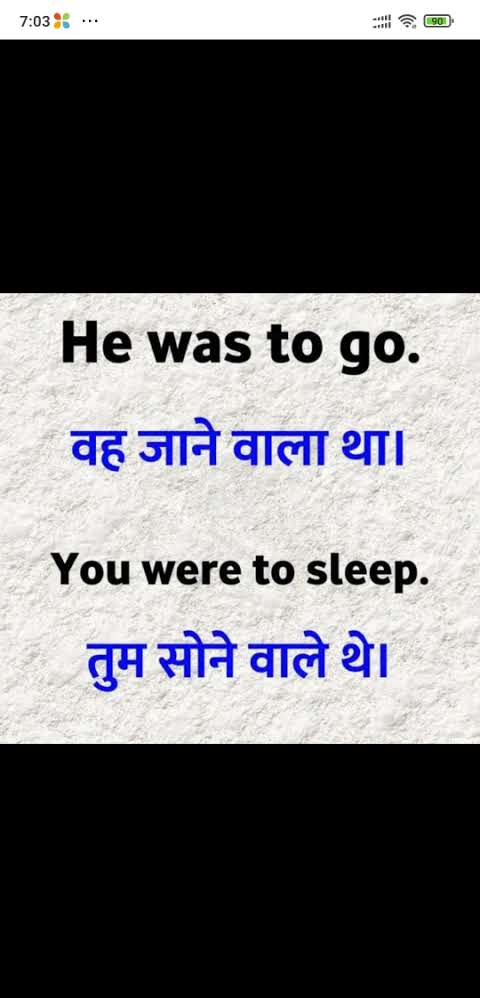 7:03 ...
90
He was to go.
वह जाने वाला था।
You were to sleep.
तुम सोने वाले थे।